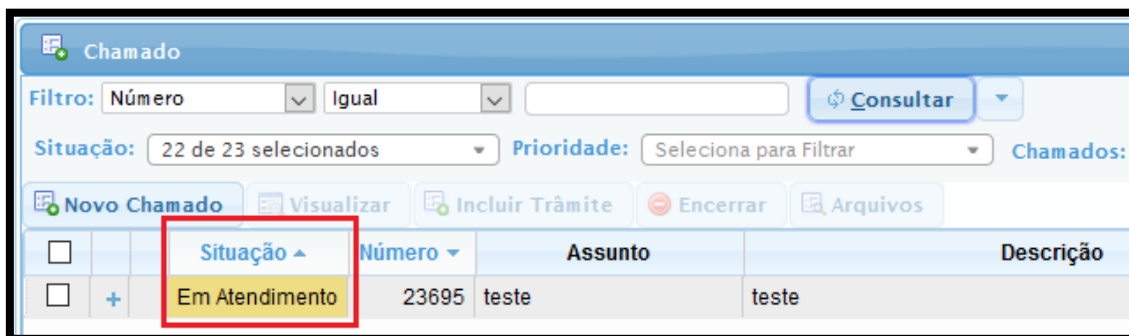 Chamado
Filtro: Número Igual Consultar
Situação: 22 de 23 selecionados Prioridade: Seleciona para Filtrar Chamados:
Novo Chamado Visualizar Incluir Trâmite Encerrar Arquivos
Situação Número Assunto Descrição
+ Em Atendimento 23695 teste teste